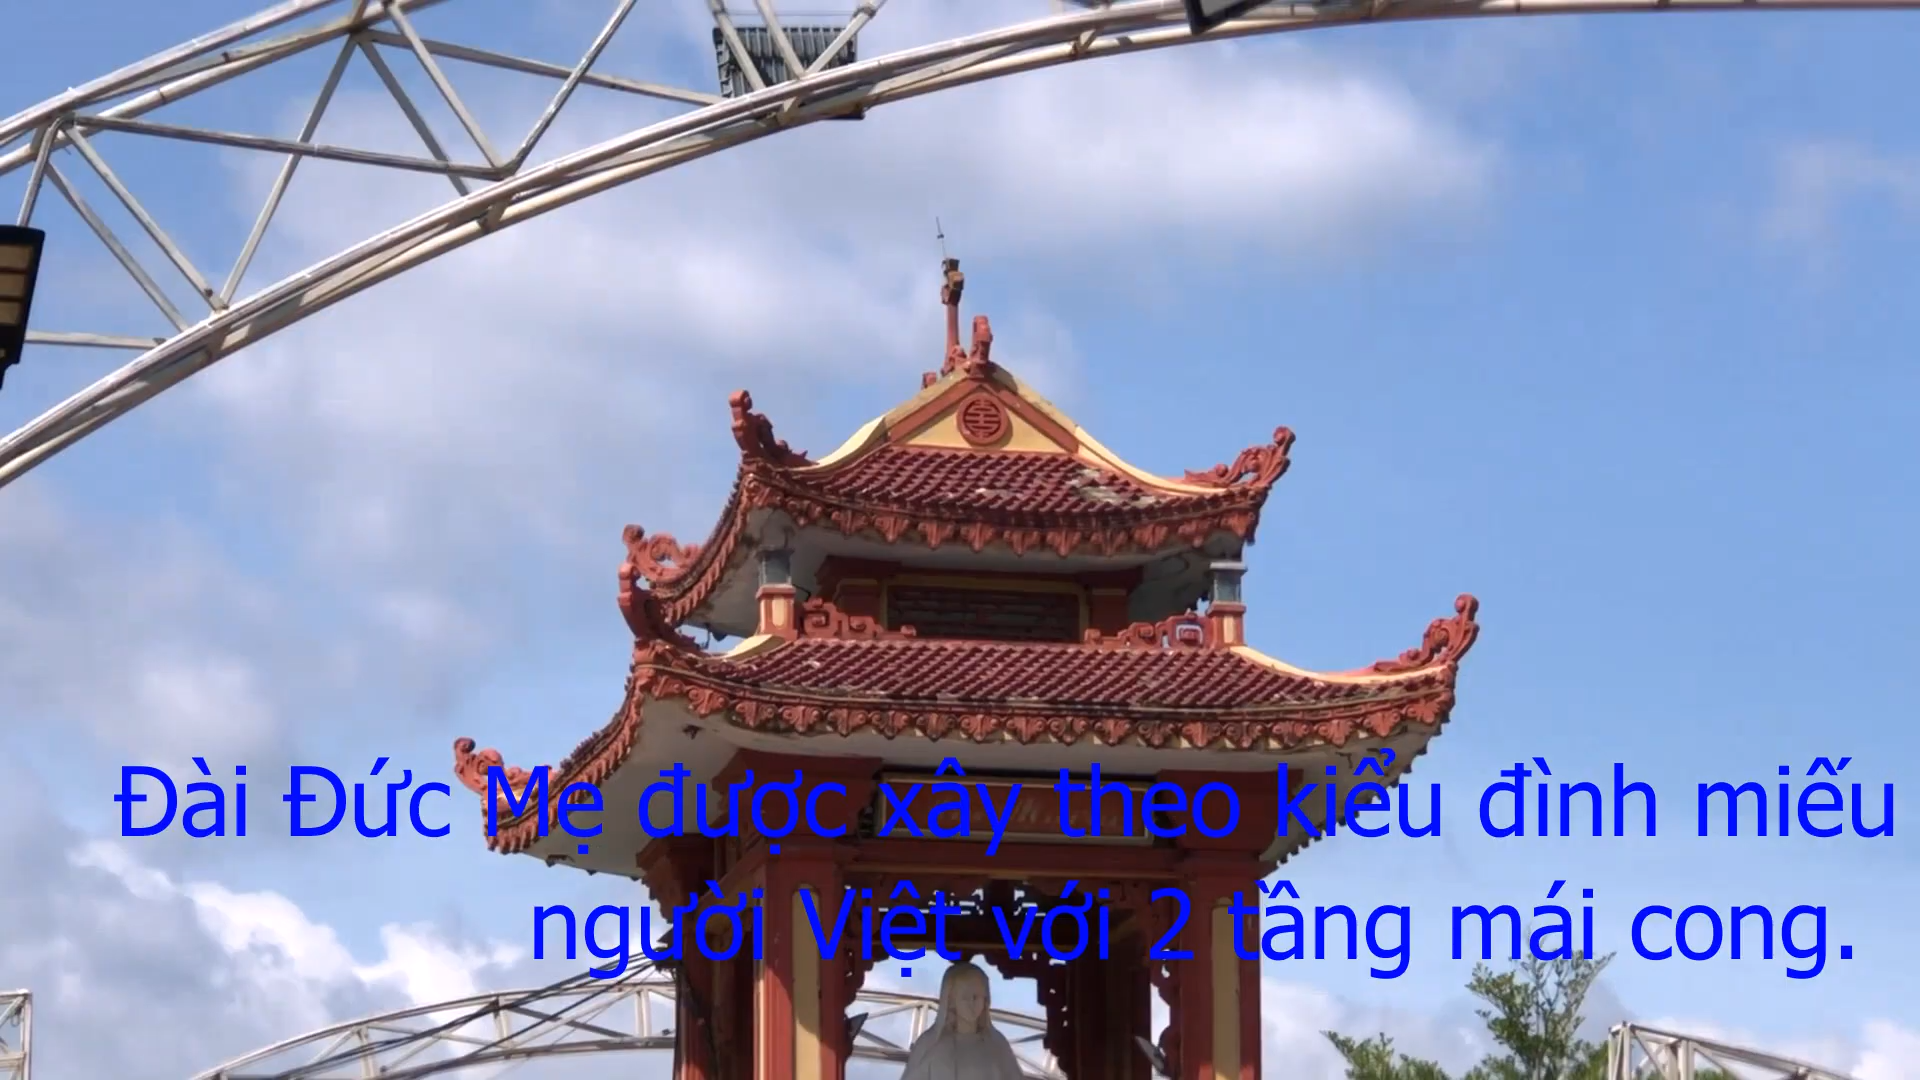 Đài Đức Mẹ được xây theo kiểu đình miếu
người Việt với 2 tầng mái cong.